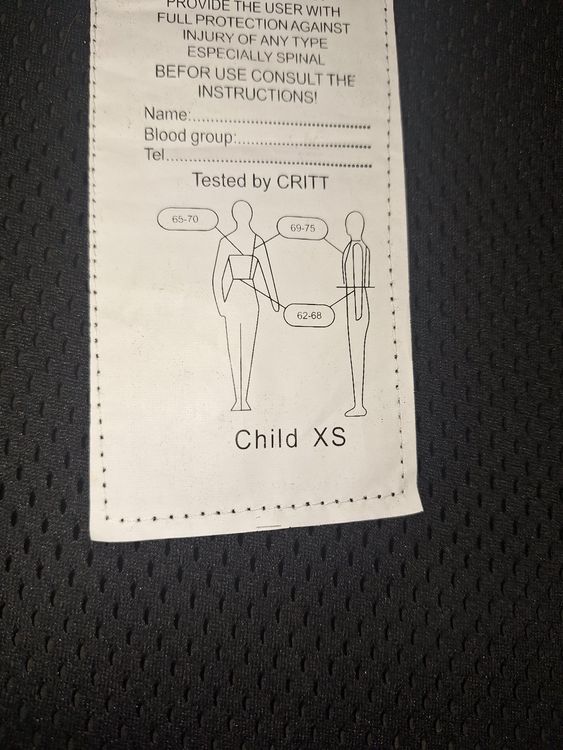 PROVIDE THE USER WITH
FULL PROTECTION AGAINST
INJURY OF ANY TYPE
ESPECIALLY SPINAL
BEFOR USE CONSULT THE
INSTRUCTIONS!
Name:
Blood group:
Tel
Tested by CRITT
65-70
69-75
62-68
Child XS